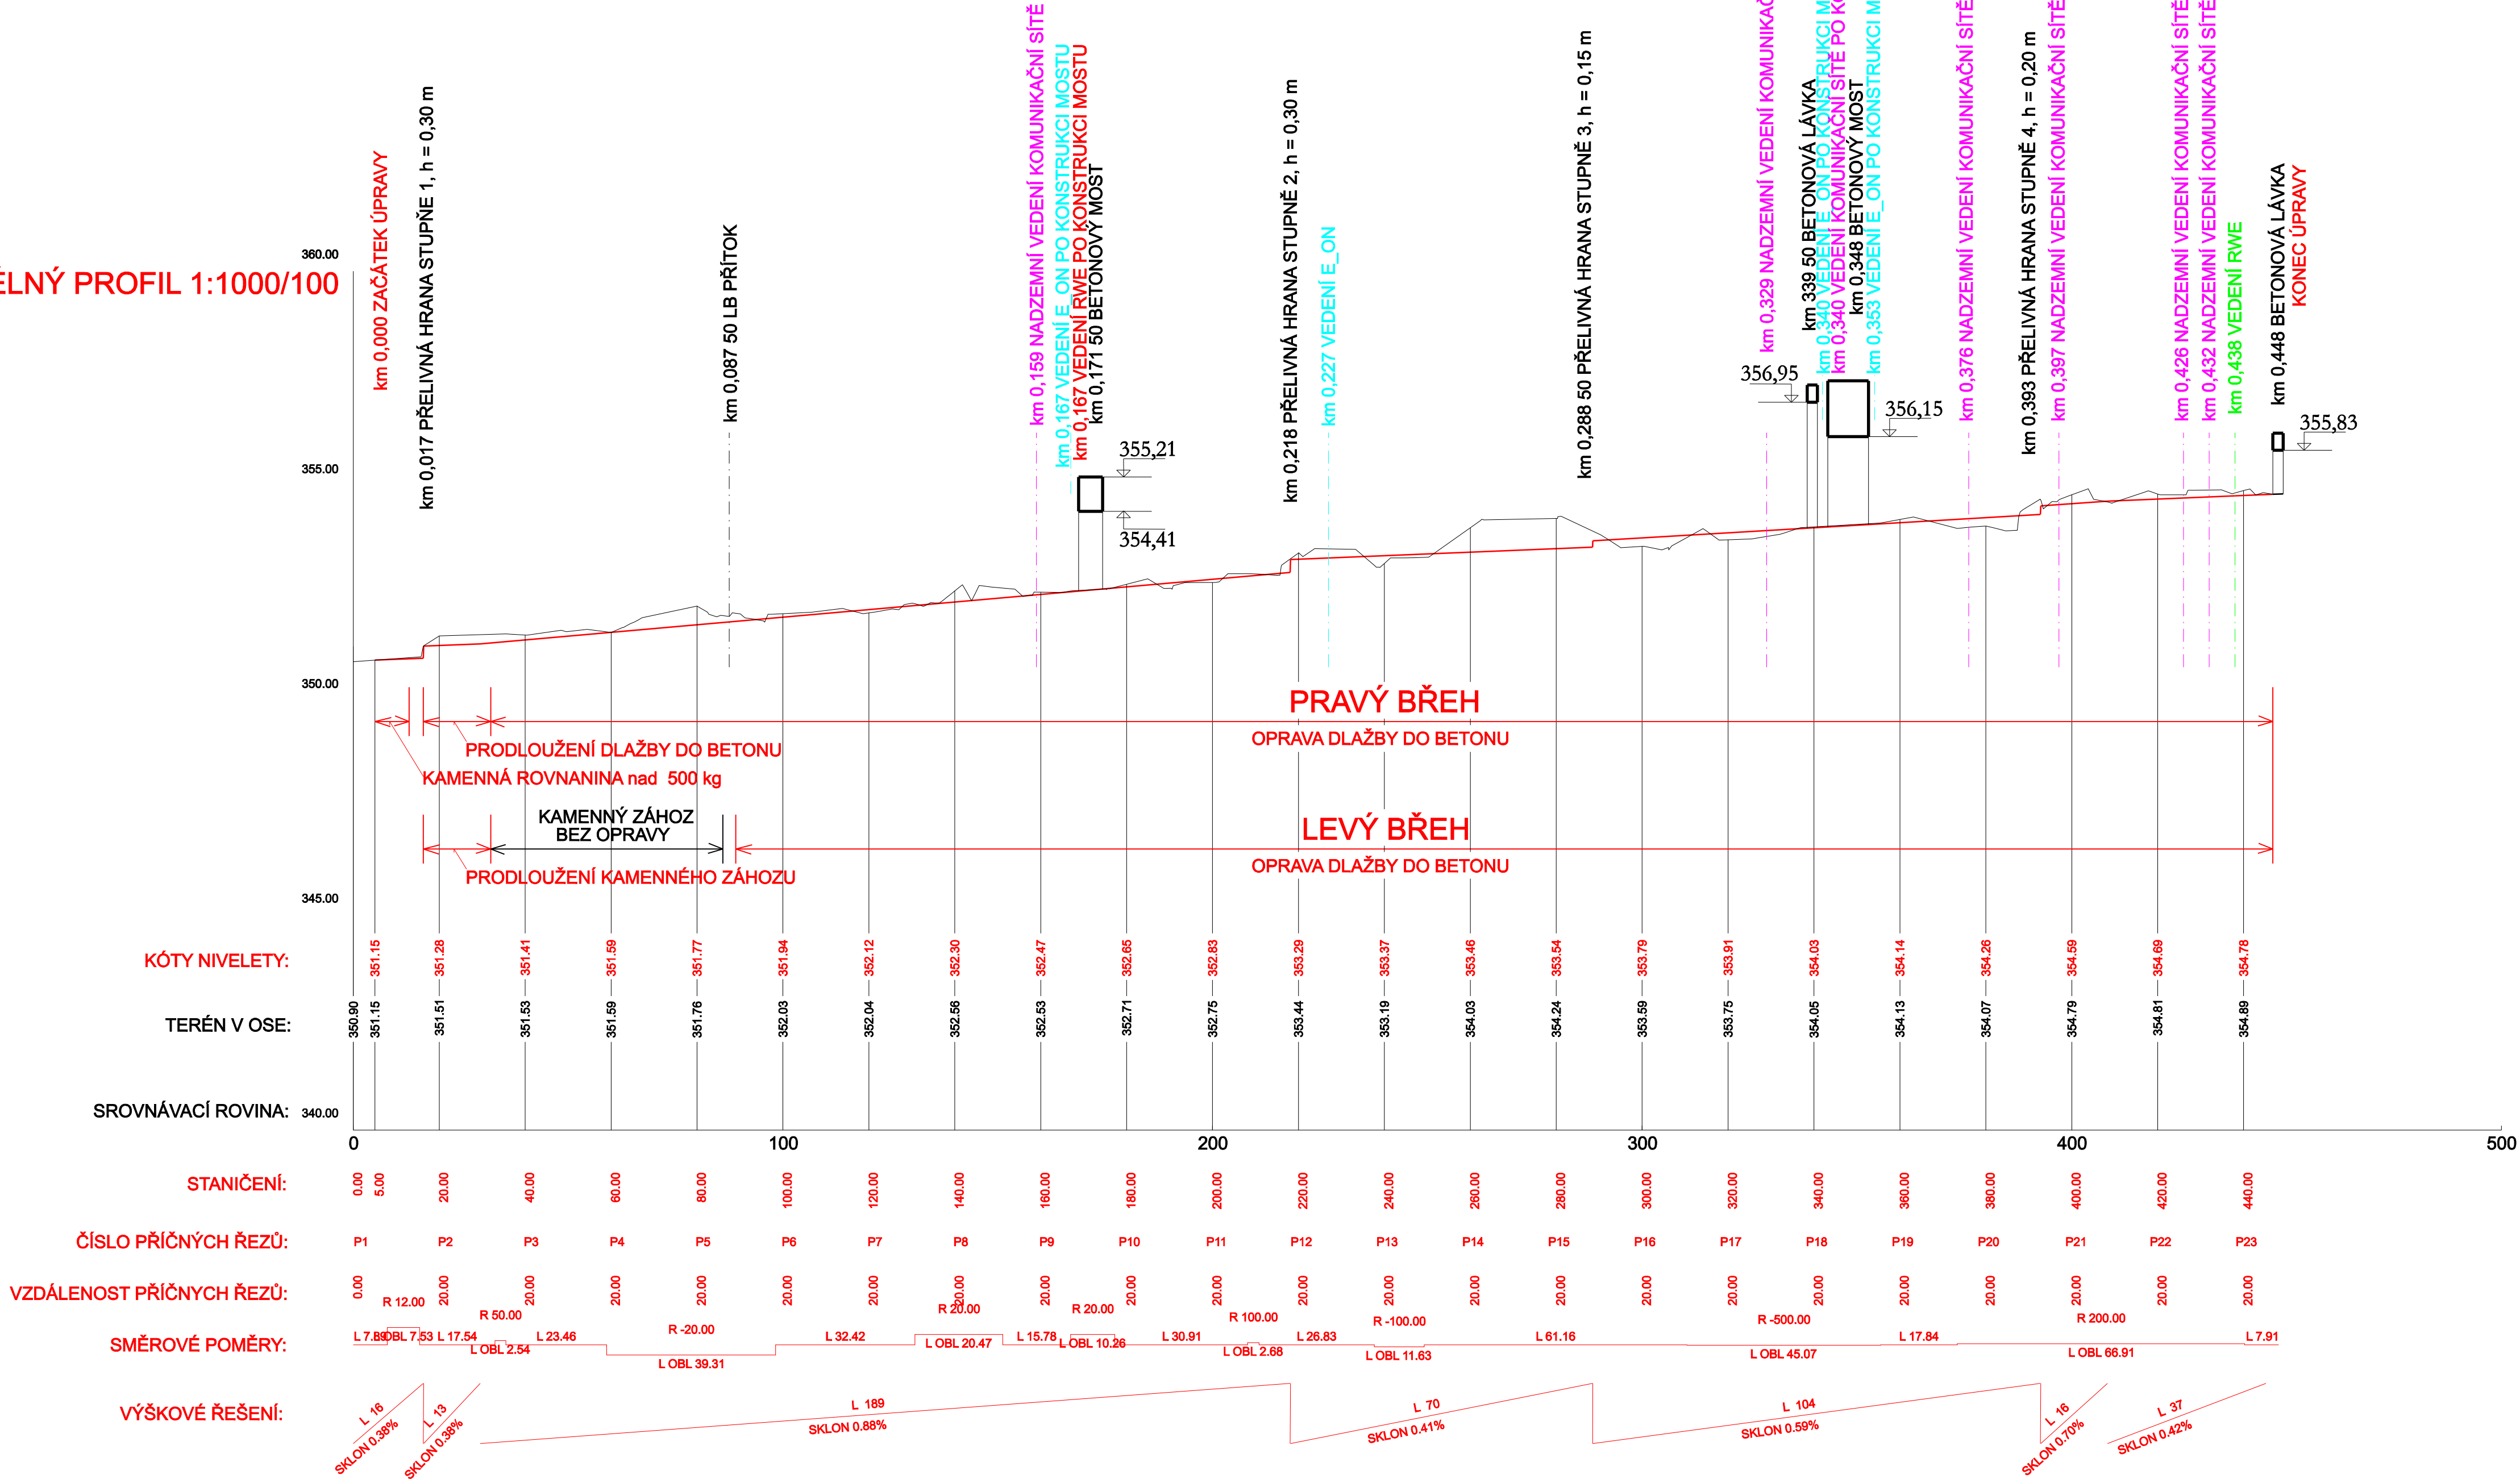 km 0,000 ZAČÁTEK ÚPRAVY
km 0,017 PŘELIVNÁ HRANA STUPŇE 1, h = 0,30 m
km 0,087 50 LB PŘÍTOK
km 0,159 NADZEMNÍ VEDENÍ KOMUNIKAČNÍ SÍTĚ
km 0,167 VEDENÍ E_ON PO KONSTRUKCI MOSTU
km 0,167 VEDENÍ RWE PO KONSTRUKCI MOSTU
km 0,171 50 BETONOVÝ MOST
km 0,218 PŘELIVNÁ HRANA STUPNĚ 2, h = 0,30 m
km 0,227 VEDENÍ E_ON
km 0,288 50 PŘELIVNÁ HRANA STUPNĚ 3, h = 0,15 m
km 0,329 NADZEMNÍ VEDENÍ
km 339 50 BETONOVÁ LÁVKA
km 0,340 VEDENÍ E_ON PO KONSTRUKCI
km 0,340 VEDENÍ KOMUNIKAČNÍ SÍTĚ PO
km 0,348 BETONOVÝ MOST
km 0,353 VEDENÍ E_ON PO KONSTRUKCI
km 0,376 NADZEMNÍ VEDENÍ KOMUNIKAČNÍ SÍTĚ
km 0,393 PŘELIVNÁ HRANA STUPNĚ 4, h = 0,20 m
km 0,397 NADZEMNÍ VEDENÍ KOMUNIKAČNÍ SÍTĚ
km 0,426 NADZEMNÍ VEDENÍ KOMUNIKAČNÍ SÍTĚ
km 0,432 NADZEMNÍ VEDENÍ KOMUNIKAČNÍ SÍTĚ
km 0,438 VEDENÍ RWE
km 0,448 BETONOVÁ LÁVKA
KONEC ÚPRAVY
360.00
PROFIL 1:1000/100
356,95
356,15
355,83
355,21
354,41
355.00
350.00
PRAVÝ BŘEH
PRODLOUŽENÍ DLAŽBY DO BETONU
OPRAVA DLAŽBY DO BETONU
KAMENNÁ ROVNANINA nad 500 kg
KAMENNÝ ZÁHOZ
BEZ OPRAVY
LEVÝ BŘEH
PRODLOUŽENÍ KAMENNÉHO ZÁHOZU
OPRAVA DLAŽBY DO BETONU
345.00
KÓTY NIVELETY: 351.15 351.28 351.41 351.59 351.77 351.94 352.12 352.30 352.47 352.65 352.83 353.29 353.37 353.46 353.54 353.79 353.91 354.03 354.14 354.26 354.59 354.69 354.78
TERÉN V OSE: 350.90 351.15 351.51 351.53 351.59 351.76 352.03 352.04 352.56 352.53 352.71 352.75 353.44 353.19 354.03 354.24 353.59 353.75 354.05 354.13 354.07 354.79 354.81 354.89
SROVNÁVACÍ ROVINA: 340.00
0 100 200 300 400 500
STANIČENÍ: 0.00 5.00 20.00 40.00 60.00 80.00 100.00 120.00 140.00 160.00 180.00 200.00 220.00 240.00 260.00 280.00 300.00 320.00 340.00 360.00 380.00 400.00 420.00 440.00
ČÍSLO PŘÍČNÝCH ŘEZŮ: P1 P2 P3 P4 P5 P6 P7 P8 P9 P10 P11 P12 P13 P14 P15 P16 P17 P18 P19 P20 P21 P22 P23
VZDÁLENOST PŘÍČNYCH ŘEZŮ: 0.00 20.00 20.00 20.00 20.00 20.00 20.00 20.00 20.00 20.00 20.00 20.00 20.00 20.00 20.00 20.00 20.00 20.00 20.00 20.00 20.00 20.00 20.00
R 12.00 R 50.00 R -20.00 R 20.00 R 20.00 R 100.00 R -100.00 R -500.00 R 200.00
SMĚROVÉ POMĚRY: L OBL 7.53 L 17.54 L 23.46 L 32.42 L 15.78 L 30.91 L 26.83 L 61.16 L 17.84 L 7.91
L OBL 2.54 L OBL 39.31 L OBL 20.47 L OBL 10.26 L OBL 2.68 L OBL 11.63 L OBL 45.07 L OBL 66.91
VÝŠKOVÉ ŘEŠENÍ: L 16 L 13 L 189 L 70 L 104 L 16 L 37
SKLON 0.38% SKLON 0.38% SKLON 0.88% SKLON 0.41% SKLON 0.59% SKLON 0.70% SKLON 0.42%